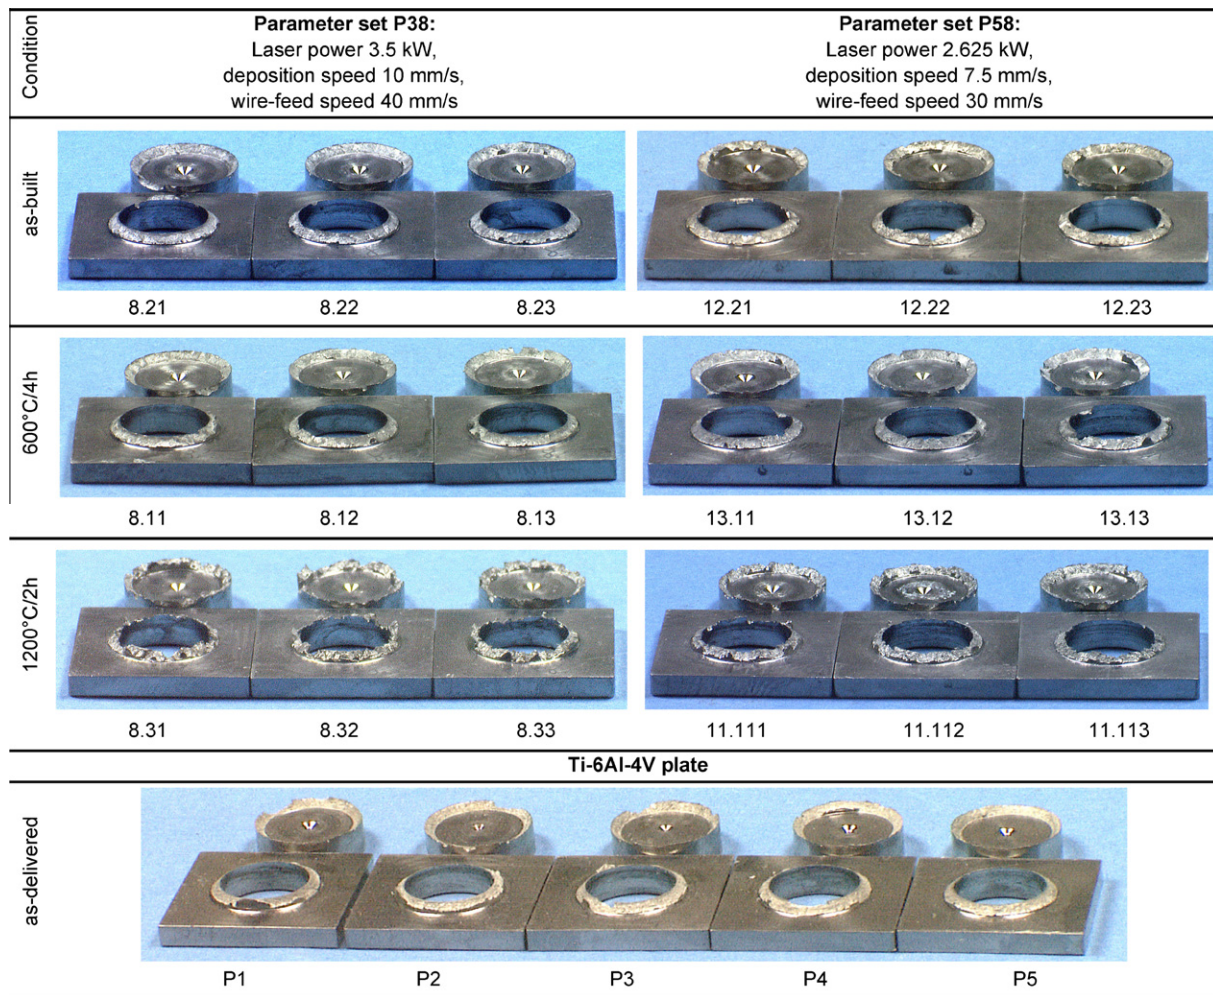 Condition
Parameter set P38:
Laser power 3.5 kW,
deposition speed 10 mm/s,
wire-feed speed 40 mm/s
Parameter set P58:
Laser power 2.625 kW,
deposition speed 7.5 mm/s,
wire-feed speed 30 mm/s
as-built
8.21 8.22 8.23 12.21 12.22 12.23
600°C/4h
8.11 8.12 8.13 13.11 13.12 13.13
1200°C/2h
8.31 8.32 8.33 11.111 11.112 11.113
Ti-6Al-4V plate
as-delivered
P1 P2 P3 P4 P5